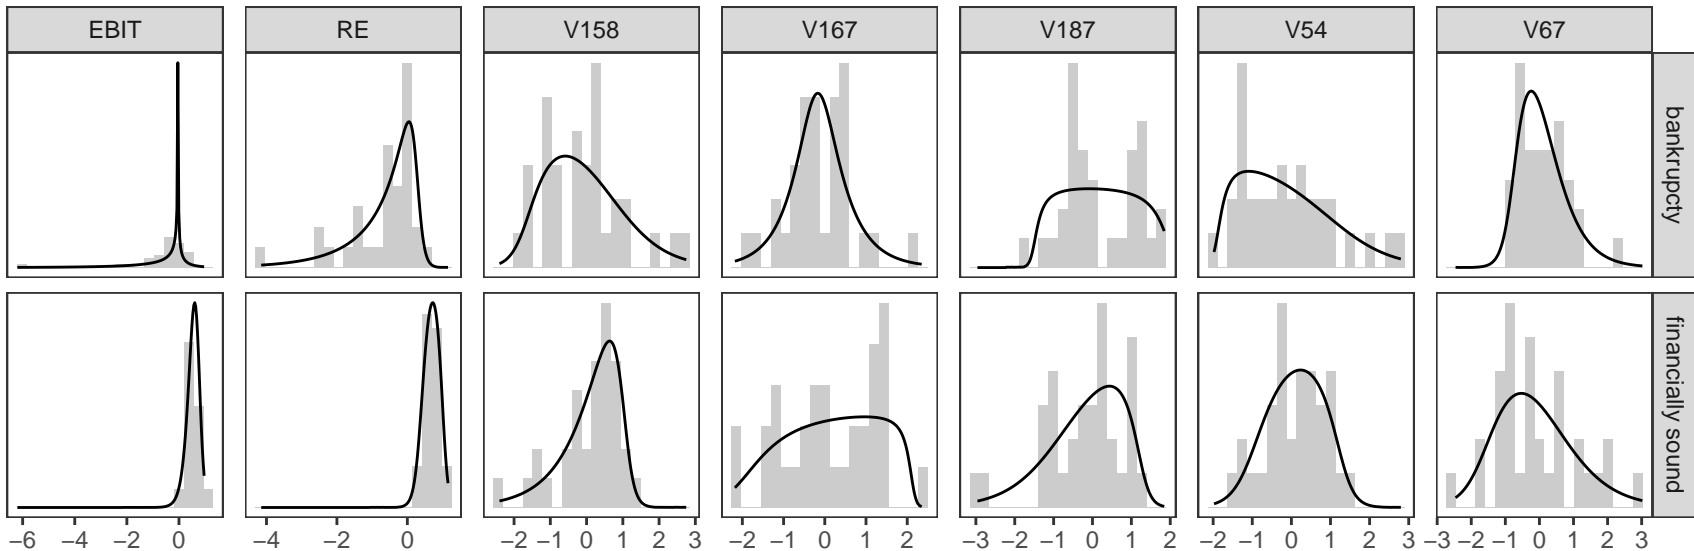 EBIT RE V158 V167 V187 V54 V67
bankrupcty
financially sound
−6 −4 −2 0 −4 −2 0 −2 −1 0 1 2 3 −2 −1 0 1 2 −3 −2 −1 0 1 2 −2 −1 0 1 2 3 −3 −2 −1 0 1 2 3